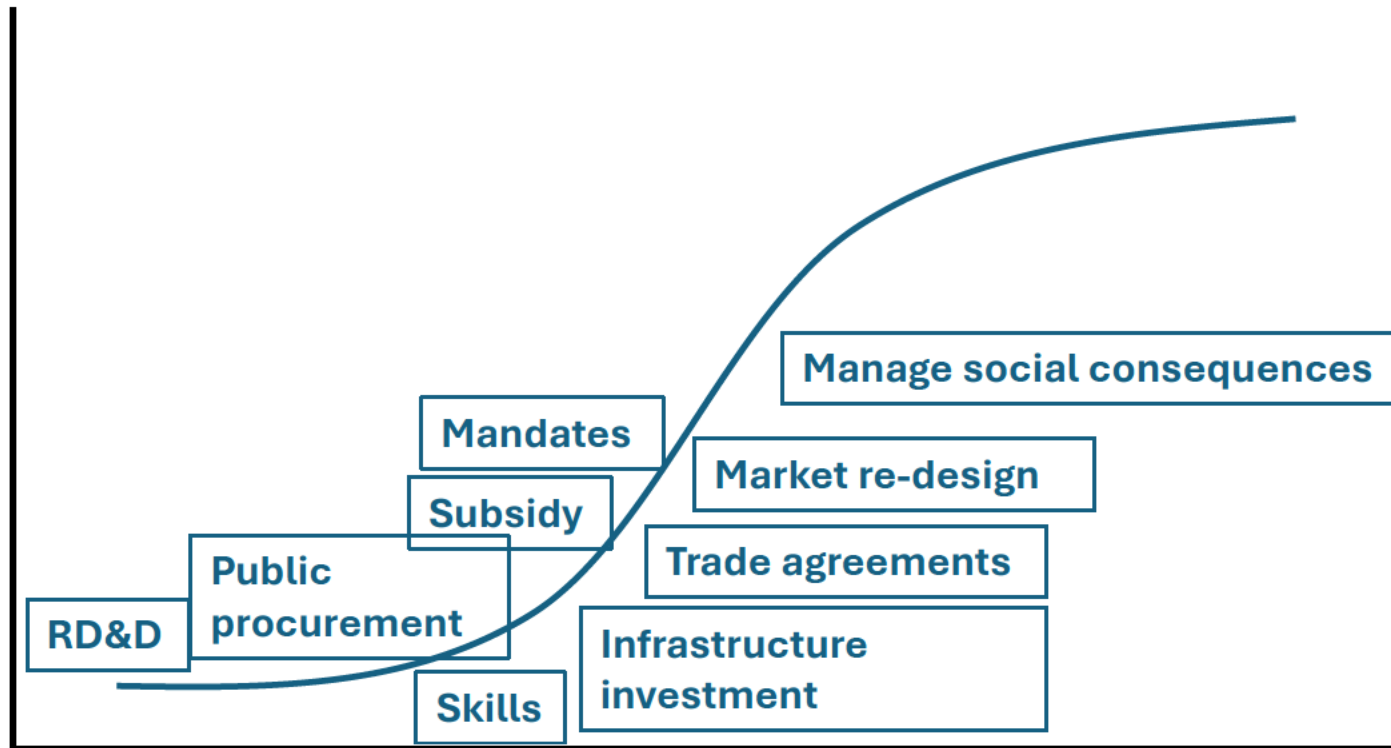 Manage social consequences
Mandates
Market re-design
Subsidy
Trade agreements
Public
procurement
RD&D
Infrastructure
investment
Skills